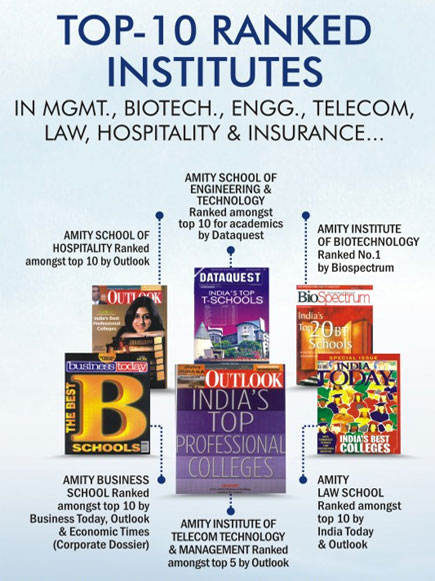 TOP-10 RANKED
INSTITUTES
IN MGMT., BIOTECH., ENGG., TELECOM,
LAW, HOSPITALITY & INSURANCE...
AMITY SCHOOL OF
ENGINEERING &
TECHNOLOGY
Ranked amongst
top 10 for academics
by Dataquest
AMITY SCHOOL OF
HOSPITALITY Ranked
amongst top 10 by Outlook
AMITY INSTITUTE
OF BIOTECHNOLOGY
Ranked No.1
by Biospectrum
OUTLOOK
India's Best
Professional
Colleges
DATAQUEST
INDIA'S TOP
T-SCHOOLS
BioSpectrum
India's
Top 20 BT
Schools
business today
THE BEST
B
SCHOOLS
OUTLOOK
INDIA'S
TOP
PROFESSIONAL
COLLEGES
SPECIAL ISSUE
INDIA
TODAY
INDIA'S BEST
COLLEGES
AMITY BUSINESS
SCHOOL Ranked
amongst top 10 by
Business Today, Outlook
& Economic Times
(Corporate Dossier)
AMITY INSTITUTE OF
TELECOM TECHNOLOGY
& MANAGEMENT Ranked
amongst top 5 by Outlook
AMITY
LAW SCHOOL
Ranked amongst
top 10 by
India Today
& Outlook